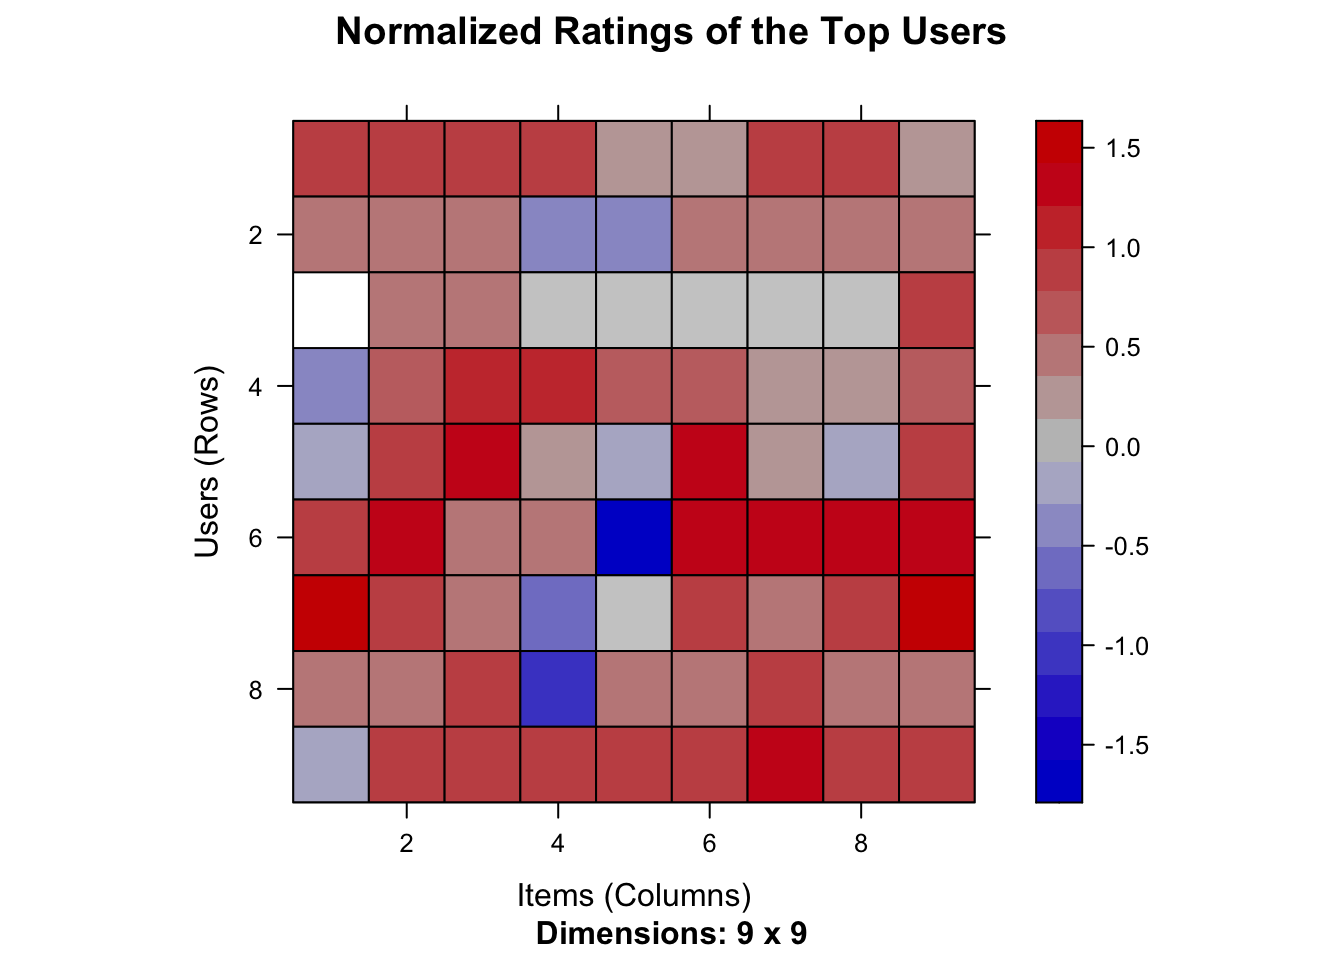 Normalized Ratings of the Top Users
1.5
1.0
0.5
0.0
-0.5
-1.0
-1.5
2
4
6
8
Users (Rows)
2 4 6 8
Items (Columns)
Dimensions: 9 x 9